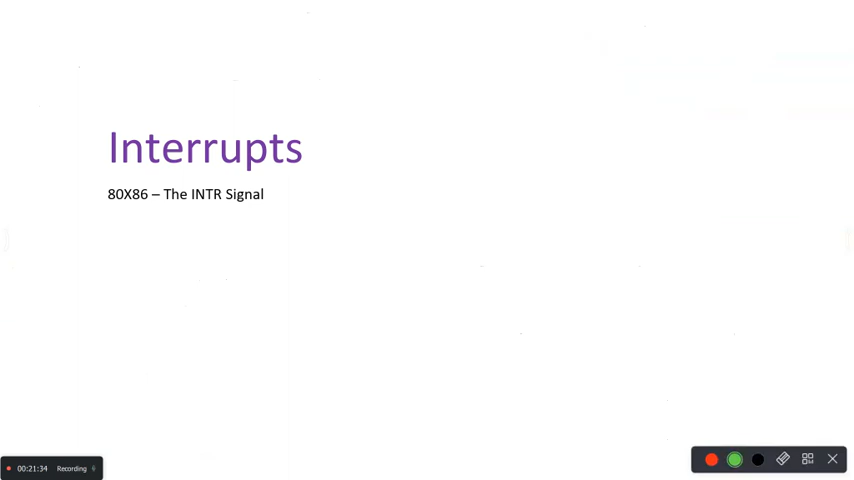 Interrupts
80X86 – The INTR Signal
00:21:34 Recording